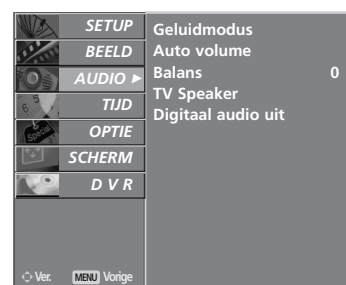 SETUP
BEELD
AUDIO ►
TIJD
OPTIE
Special
SCHERM
D V R
Geluidmodus
Auto volume
Balans 0
TV Speaker
Digitaal audio uit
Ver. MENU Vorige